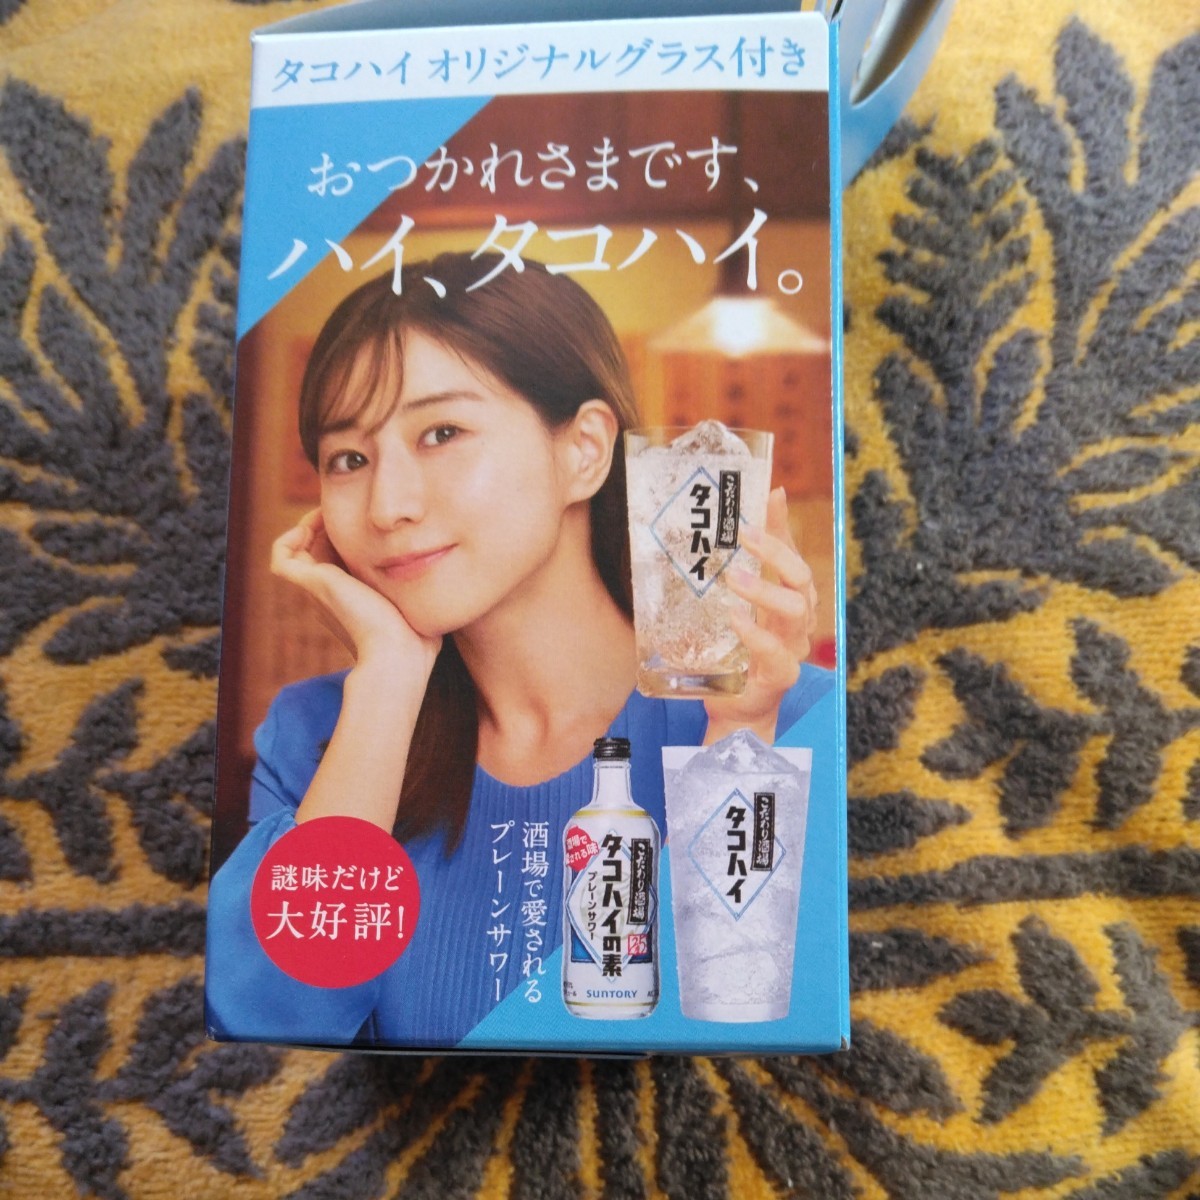 タコハイ オリジナルグラス付き
おつかれさまです、
ハイ、タコハイ。
こだわり酒場
タコハイ
謎味だけど
大好評!
酒場で愛される
プレーンサワー
こだわり酒場
タコハイの素
プレーンサワー
25
SUNTORY
こだわり酒場
タコハイ